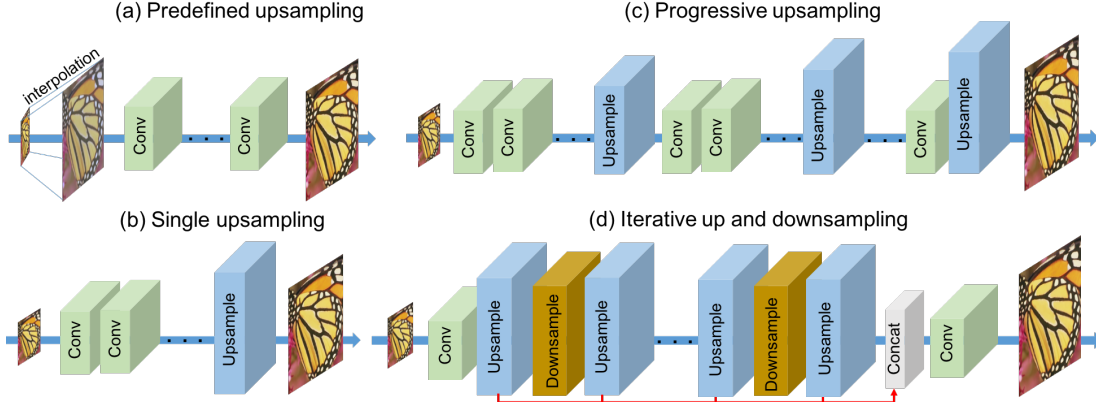 (a) Predefined upsampling
interpolation
Conv
. . .
Conv
(c) Progressive upsampling
Conv
Conv
. . .
Upsample
Conv
Conv
. . .
Upsample
. . .
Conv
Upsample
(b) Single upsampling
Conv
Conv
. . .
Upsample
(d) Iterative up and downsampling
Conv
Upsample
Downsample
Upsample
. . .
Upsample
Downsample
Upsample
Concat
Conv